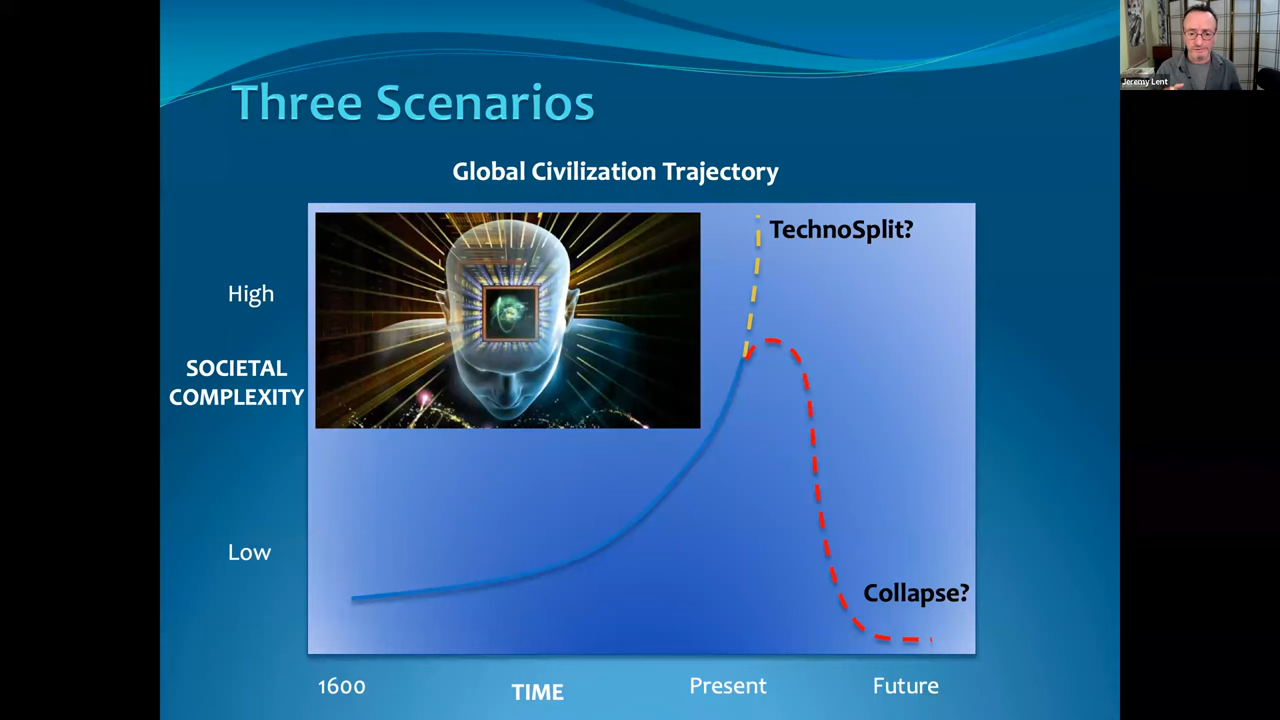 Jeremy Lent
Three Scenarios
Global Civilization Trajectory
TechnoSplit?
High
SOCIETAL
COMPLEXITY
Low
Collapse?
1600
TIME
Present
Future